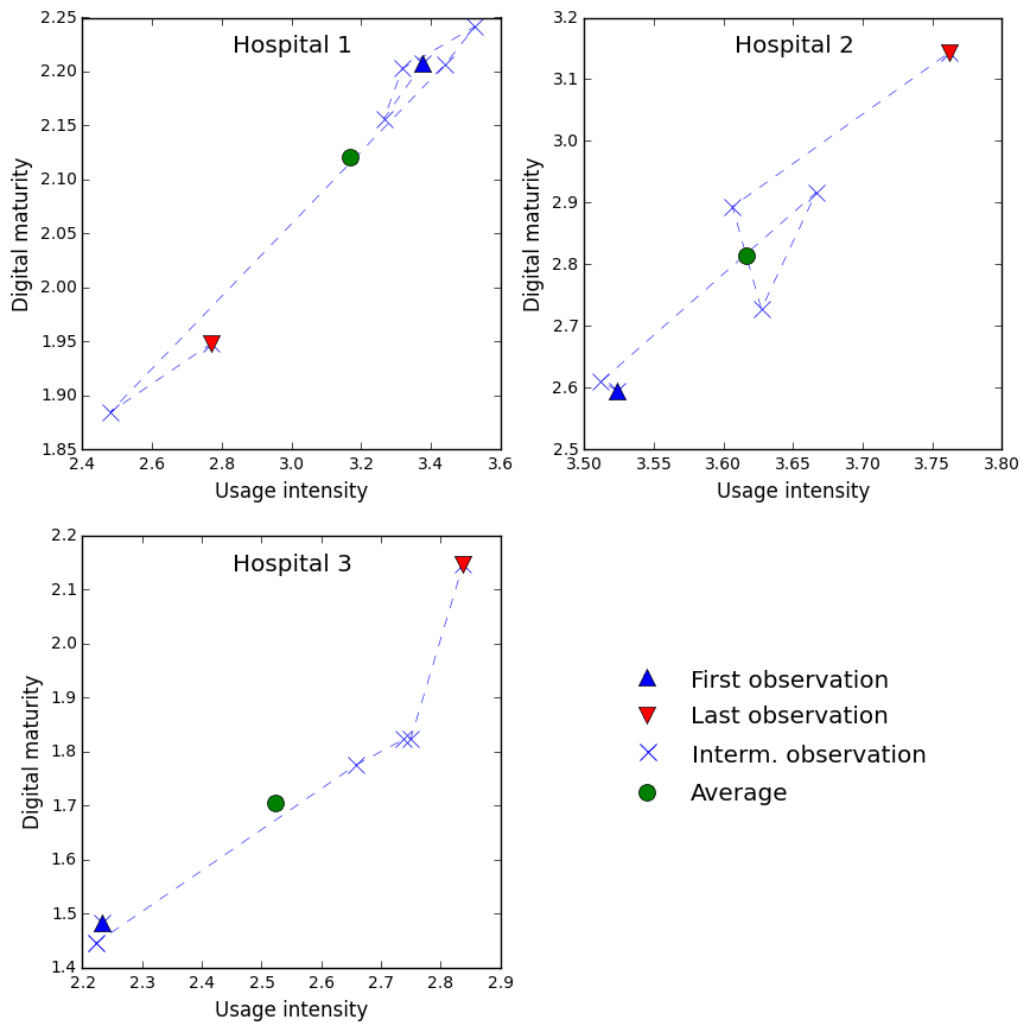 Hospital 1
Digital maturity
2.25
2.20
2.15
2.10
2.05
2.00
1.95
1.90
1.85
2.4 2.6 2.8 3.0 3.2 3.4 3.6
Usage intensity
Hospital 2
Digital maturity
3.2
3.1
3.0
2.9
2.8
2.7
2.6
2.5
3.50 3.55 3.60 3.65 3.70 3.75 3.80
Usage intensity
Hospital 3
Digital maturity
2.2
2.1
2.0
1.9
1.8
1.7
1.6
1.5
1.4
2.2 2.3 2.4 2.5 2.6 2.7 2.8 2.9
Usage intensity
First observation
Last observation
Interm. observation
Average